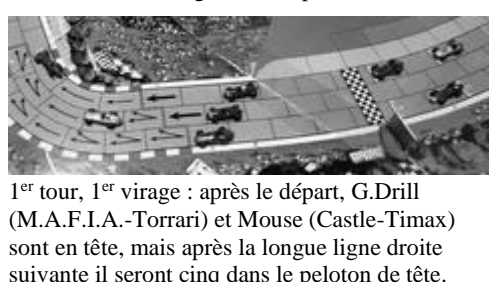 1er tour, 1er virage : après le départ, G.Drill
(M.A.F.I.A.-Torrari) et Mouse (Castle-Timax)
sont en tête, mais après la longue ligne droite
suivante il seront cinq dans le peloton de tête.